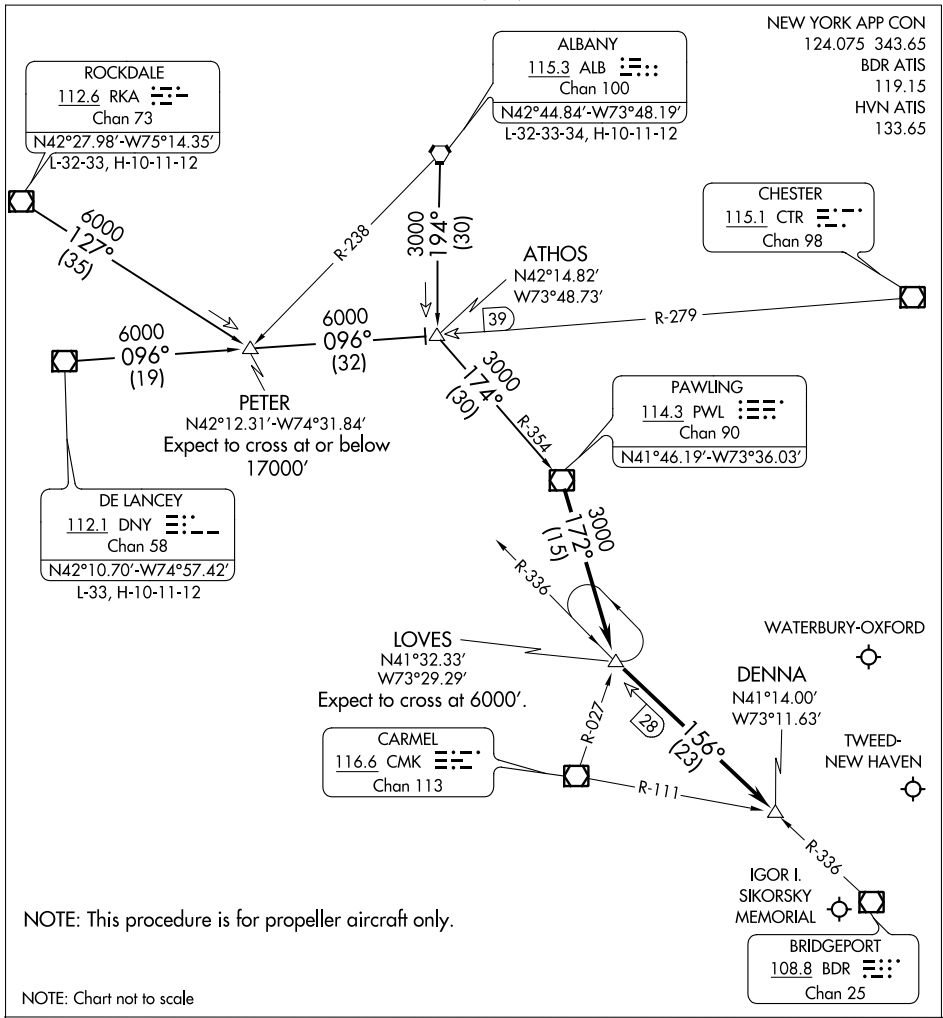 NEW YORK APP CON
124.075 343.65
BDR ATIS
119.15
HVN ATIS
133.65
ALBANY
115.3 ALB
Chan 100
N42°44.84'-W73°48.19'
L-32-33-34, H-10-11-12
ROCKDALE
112.6 RKA
Chan 73
N42°27.98'-W75°14.35'
L-32-33, H-10-11-12
CHESTER
115.1 CTR
Chan 98
6000
127°
(35)
R-238
3000
194°
(30)
ATHOS
N42°14.82'
W73°48.73'
39
R-279
6000
096°
(19)
6000
096°
(32)
PETER
N42°12.31'-W74°31.84'
Expect to cross at or below
17000'
3000
174°
(30)
R-354
PAWLING
114.3 PWL
Chan 90
N41°46.19'-W73°36.03'
DE LANCEY
112.1 DNY
Chan 58
N42°10.70'-W74°57.42'
L-33, H-10-11-12
3000
172°
(15)
R-336
LOVES
N41°32.33'
W73°29.29'
Expect to cross at 6000'.
WATERBURY-OXFORD
DENNA
N41°14.00'
W73°11.63'
R-027
28
156°
(23)
CARMEL
116.6 CMK
Chan 113
R-111
TWEED-
NEW HAVEN
R-336
IGOR I.
SIKORSKY
MEMORIAL
BRIDGEPORT
108.8 BDR
Chan 25
NOTE: This procedure is for propeller aircraft only.
NOTE: Chart not to scale